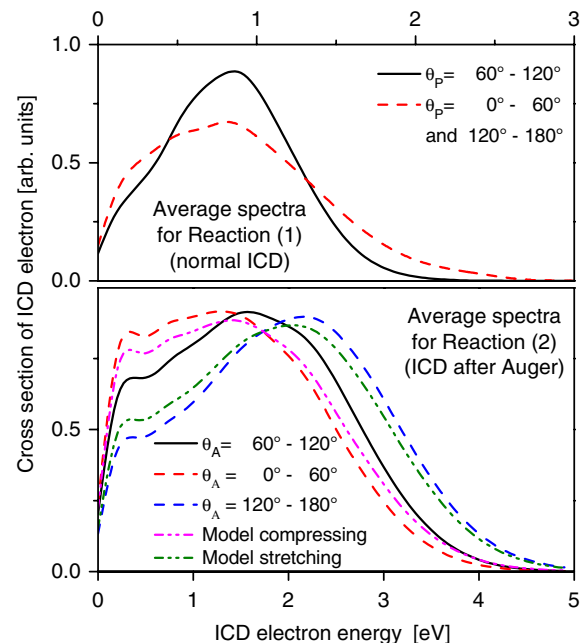 0 1 2 3
1.0
θP= 60° - 120°
θP= 0° - 60°
and 120° - 180°
0.5
Average spectra
for Reaction (1)
(normal ICD)
0.0
Cross section of ICD electron [arb. units]
Average spectra
for Reaction (2)
(ICD after Auger)
0.5
θA= 60° - 120°
θA = 0° - 60°
θA = 120° - 180°
Model compressing
Model stretching
0.0
0 1 2 3 4 5
ICD electron energy [eV]